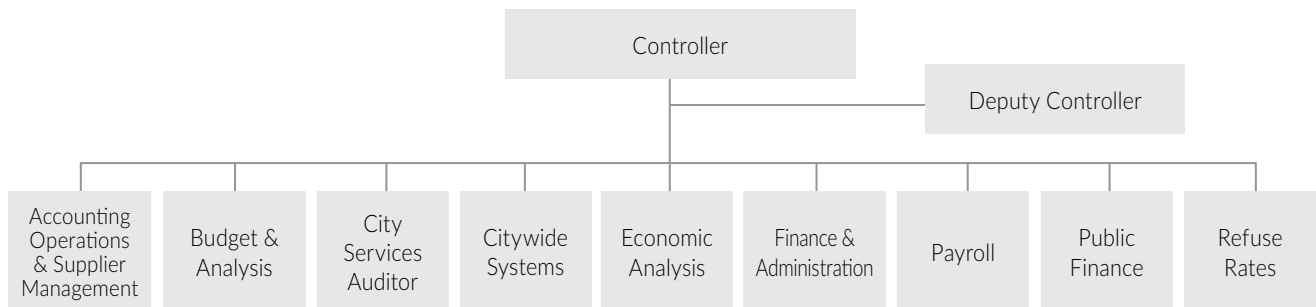 Controller
Deputy Controller
Accounting
Operations
& Supplier
Management
Budget &
Analysis
City
Services
Auditor
Citywide
Systems
Economic
Analysis
Finance &
Administration
Payroll
Public
Finance
Refuse
Rates